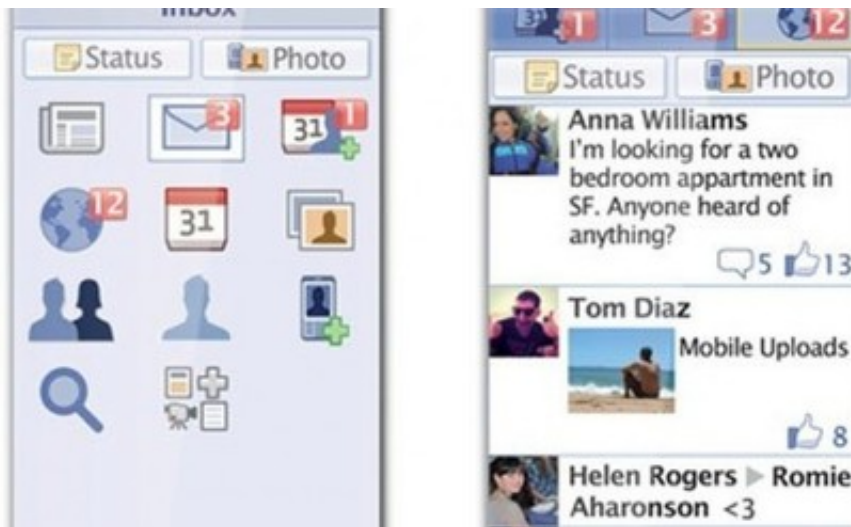 Inbox
Status
Photo
3
1
31
12
31
1
3
12
Status
Photo
Anna Williams
I'm looking for a two
bedroom appartment in
SF. Anyone heard of
anything?
5 13
Tom Diaz
Mobile Uploads
8
Helen Rogers ▶ Romie
Aharonson <3